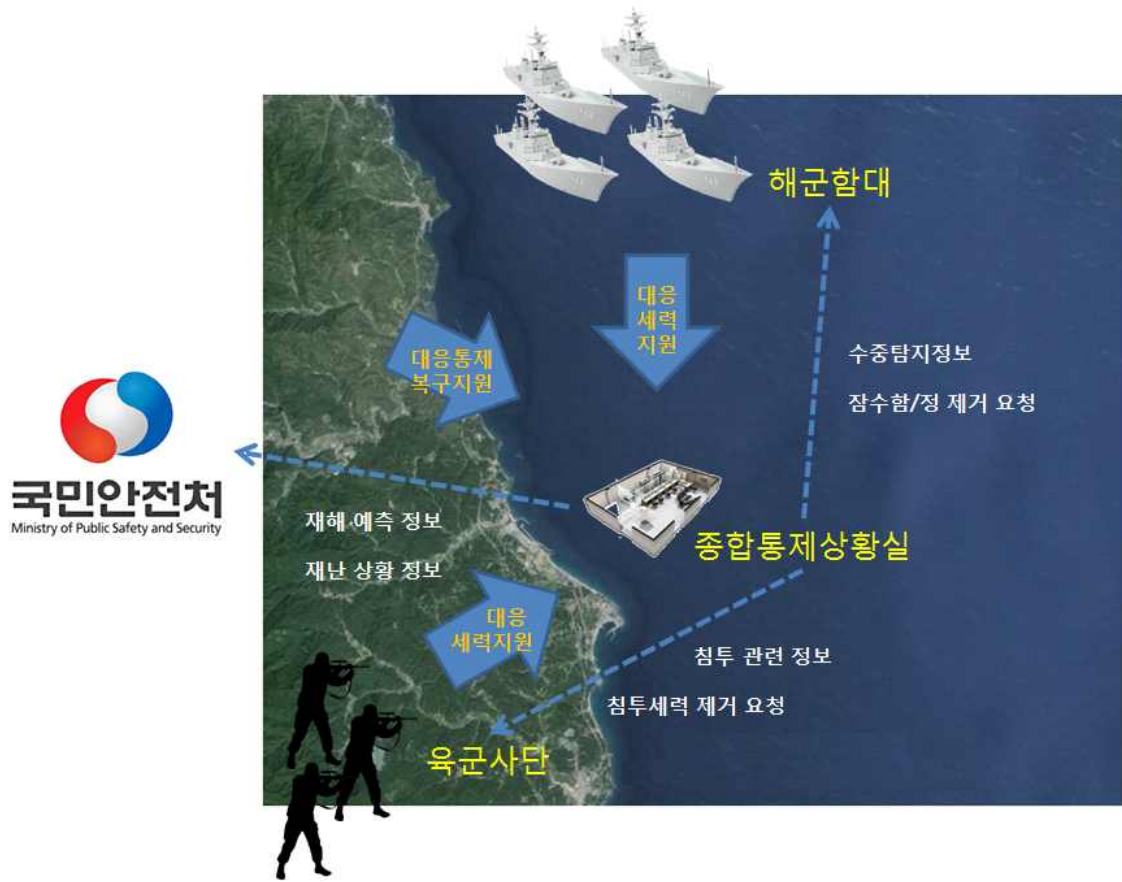 해군함대
대응
세력
지원
대응통제
복구지원
수중탐지정보
잠수함/정 제거 요청
국민안전처
Ministry of Public Safety and Security
재해 예측 정보
재난 상황 정보
종합통제상황실
대응
세력지원
침투 관련 정보
침투세력 제거 요청
육군사단